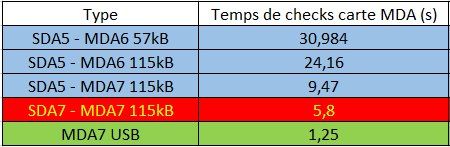 Type Temps de checks carte MDA (s)
SDA5 - MDA6 57kB 30,984
SDA5 - MDA6 115kB 24,16
SDA5 - MDA7 115kB 9,47
SDA7 - MDA7 115kB 5,8
MDA7 USB 1,25